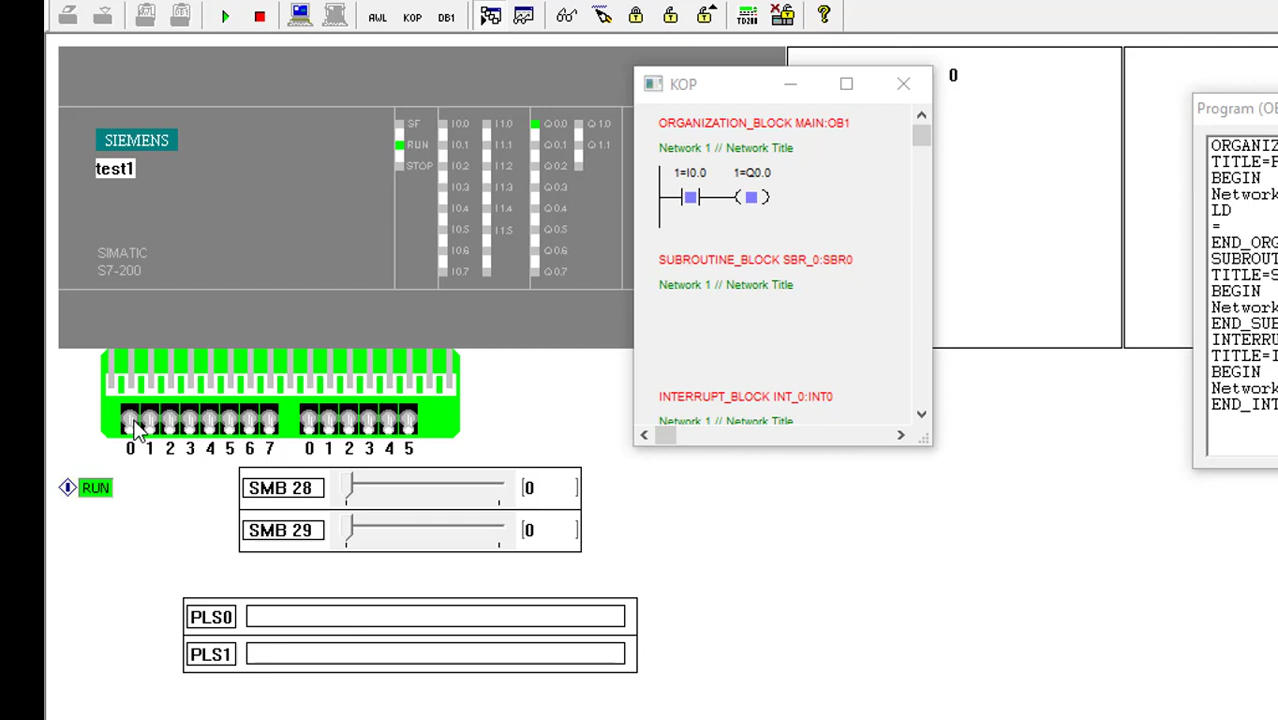 AWL KOP DB1 TD200 ?
KOP
ORGANIZATION_BLOCK MAIN:OB1
Network 1 // Network Title
1=I0.0 1=Q0.0
SUBROUTINE_BLOCK SBR_0:SBR0
Network 1 // Network Title
INTERRUPT_BLOCK INT_0:INT0
Network 1 // Network Title
0
SIEMENS
test1
SIMATIC
S7-200
SF I0.0 I1.0 Q0.0 Q1.0
RUN I0.1 I1.1 Q0.1 Q1.1
STOP I0.2 I1.2 Q0.2
I0.3 I1.3 Q0.3
I0.4 I1.4 Q0.4
I0.5 I1.5 Q0.5
I0.6 Q0.6
I0.7 Q0.7
0 1 2 3 4 5 6 7 0 1 2 3 4 5
RUN
SMB 28 [0 ]
SMB 29 [0 ]
PLS0
PLS1
Program (OB
ORGANIZ
TITLE=
BEGIN
Network
LD
=
END_ORG
SUBROUT
TITLE=S
BEGIN
Network
END_SUB
INTERRU
TITLE=I
BEGIN
Network
END_INT